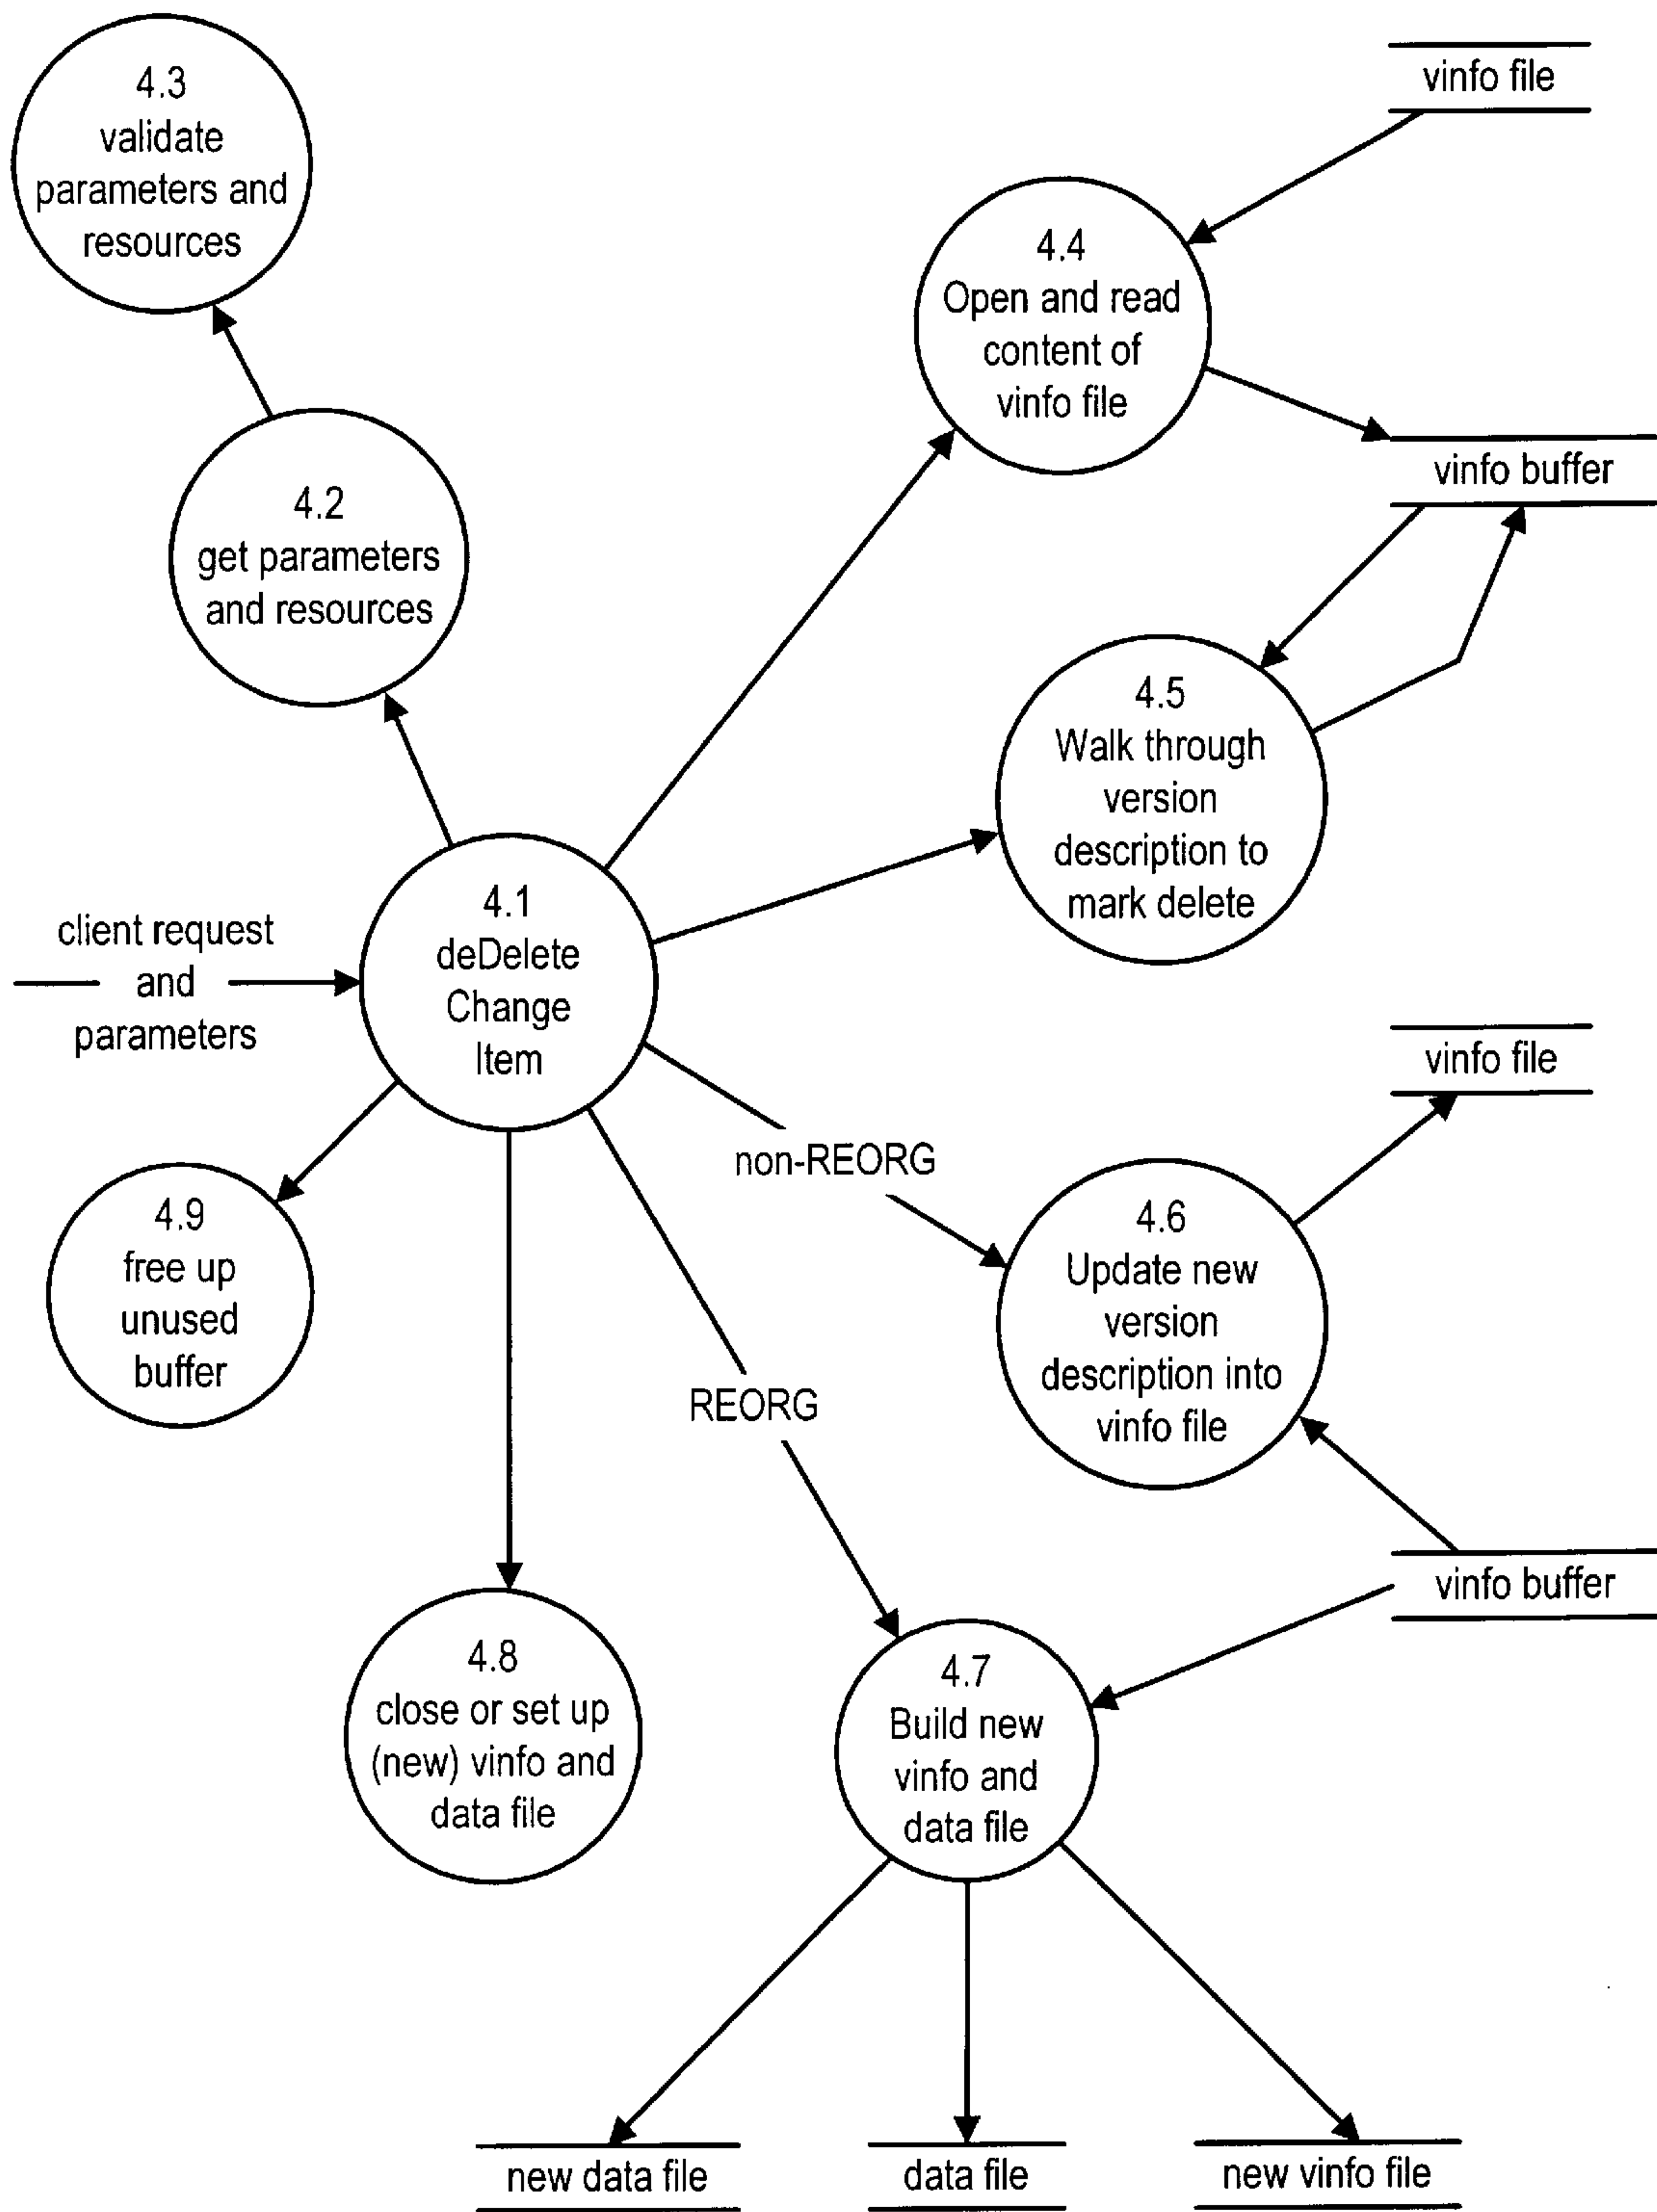 4.3
validate
parameters and
resources
vinfo file
4.4
Open and read
content of
vinfo file
vinfo buffer
4.2
get parameters
and resources
4.5
Walk through
version
description to
mark delete
client request
and
parameters
4.1
deDelete
Change
Item
vinfo file
non-REORG
4.6
Update new
version
description into
vinfo file
4.9
free up
unused
buffer
REORG
vinfo buffer
4.8
close or set up
(new) vinfo and
data file
4.7
Build new
vinfo and
data file
new data file
data file
new vinfo file